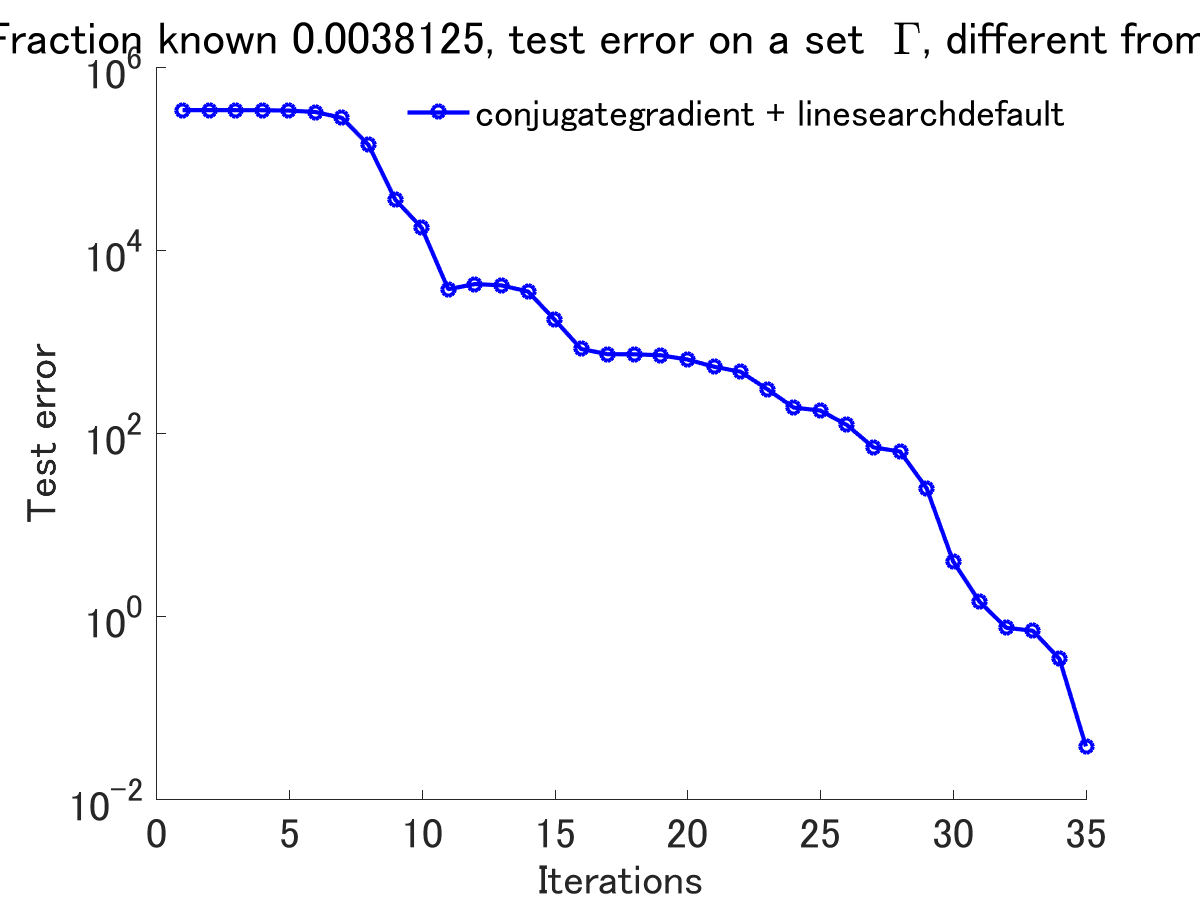 Fraction known 0.0038125, test error on a set Γ, different from
10^6
10^4
10^2
10^0
10^-2
conjugategradient + linesearchdefault
Test error
0 5 10 15 20 25 30 35
Iterations